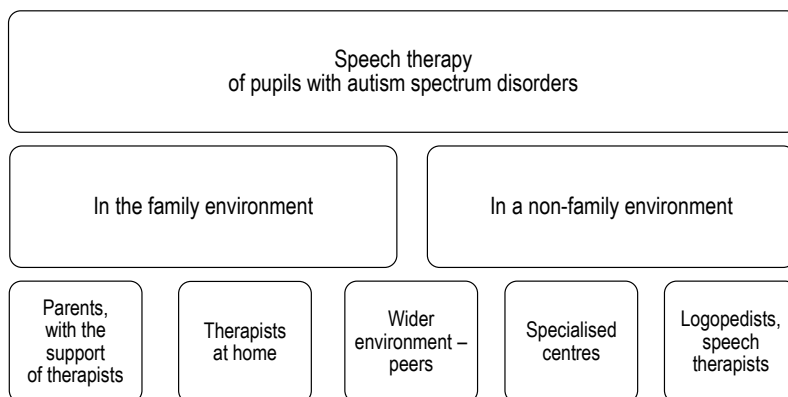 Speech therapy
of pupils with autism spectrum disorders
In the family environment
In a non-family environment
Parents,
with the
support
of therapists
Therapists
at home
Wider
environment –
peers
Specialised
centres
Logopedists,
speech
therapists